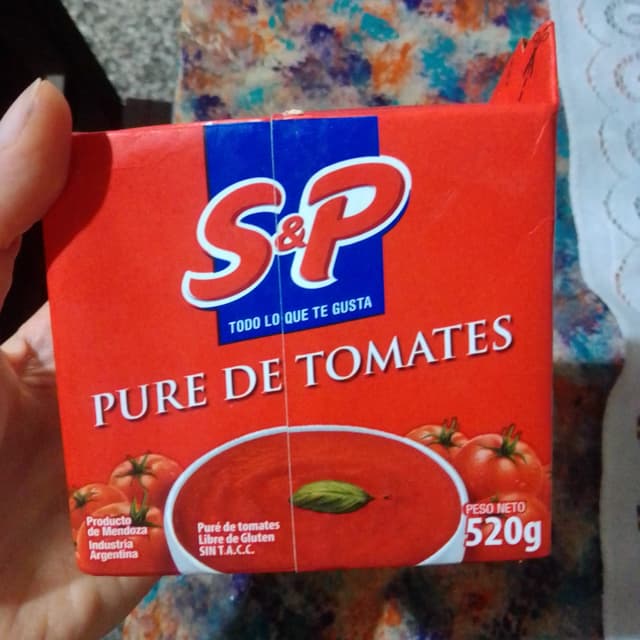 S&P
TODO LO QUE TE GUSTA
PURE DE TOMATES
Producto
de Mendoza
Industria
Argentina
Puré de tomates
Libre de Gluten
SIN T.A.C.C.
PESO NETO
520g